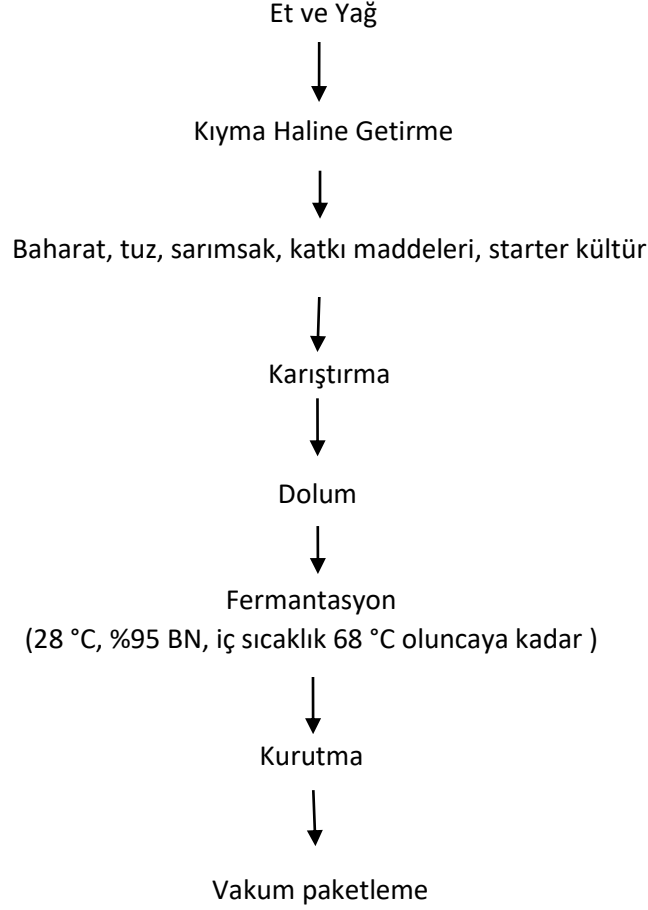 Et ve Yağ
Kıyma Haline Getirme
Baharat, tuz, sarımsak, katkı maddeleri, starter kültür
Karıştırma
Dolum
Fermantasyon
(28 °C, %95 BN, iç sıcaklık 68 °C oluncaya kadar )
Kurutma
Vakum paketleme